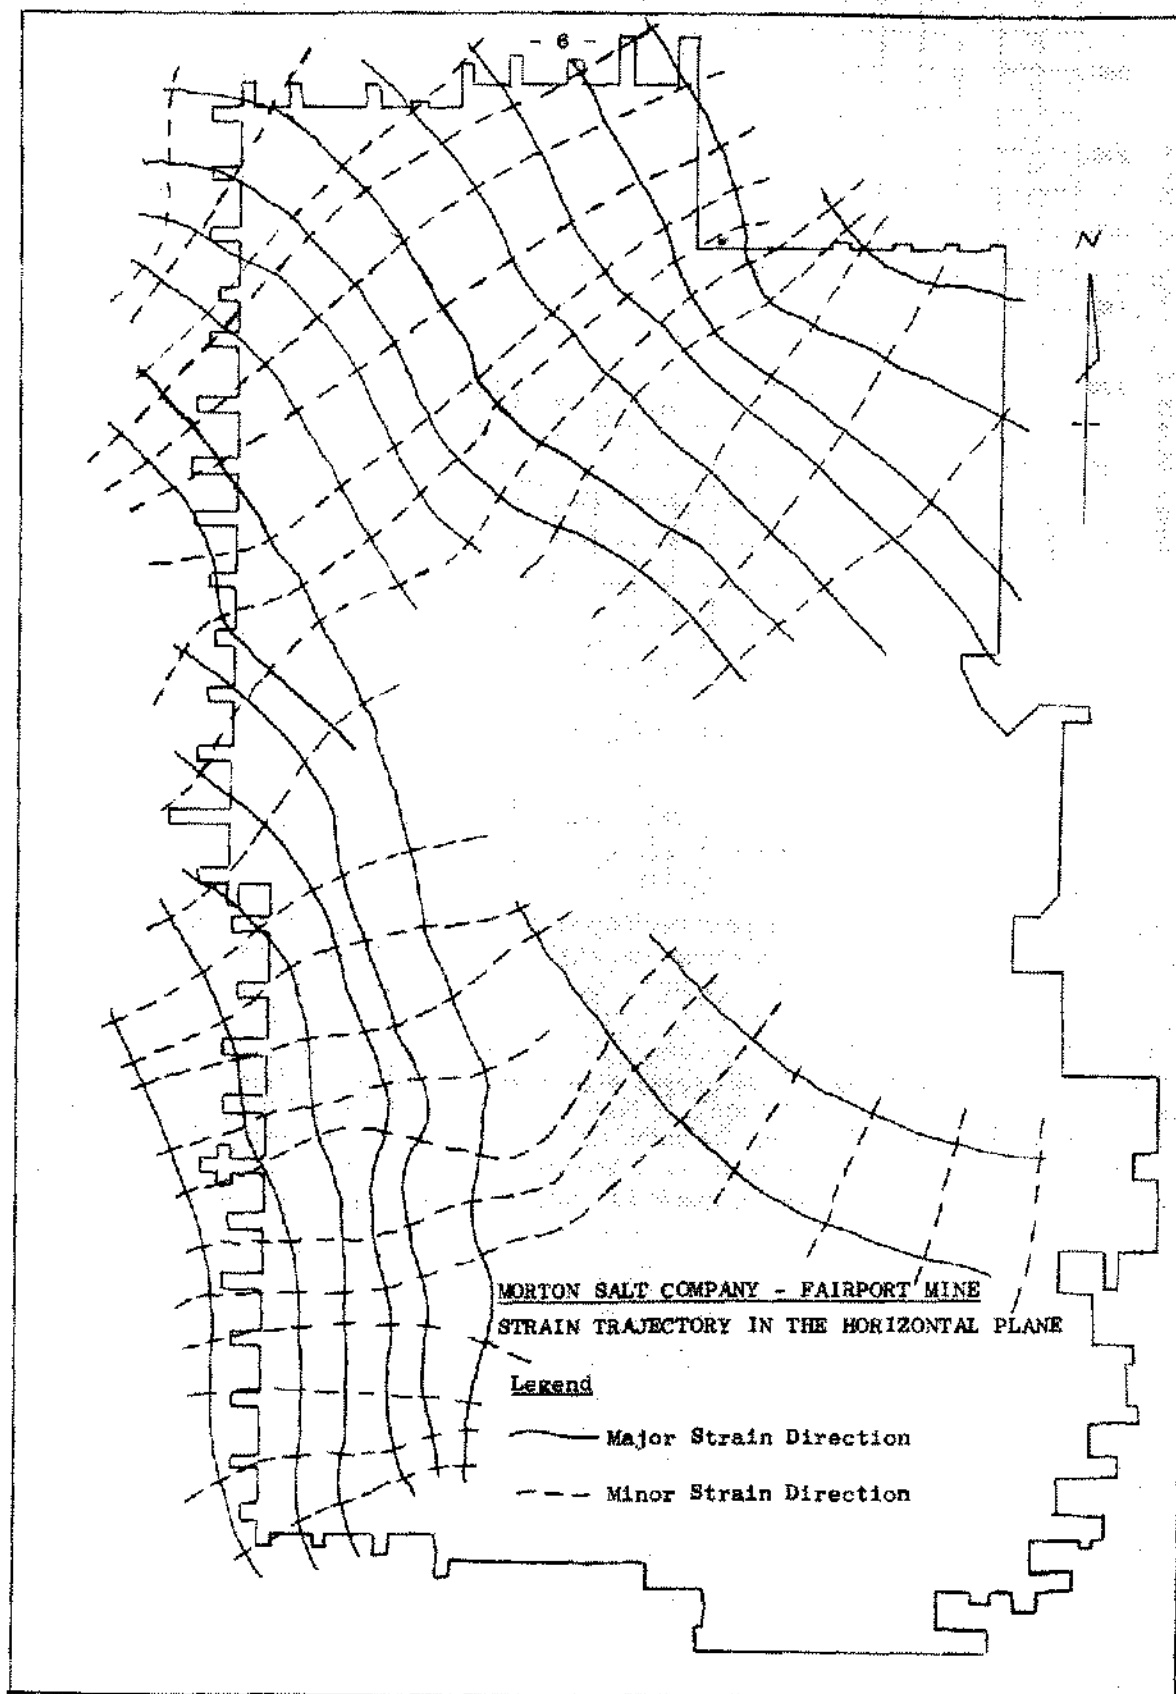 - 6 -
N
MORTON SALT COMPANY - FAIRPORT MINE
STRAIN TRAJECTORY IN THE HORIZONTAL PLANE
Legend
Major Strain Direction
Minor Strain Direction